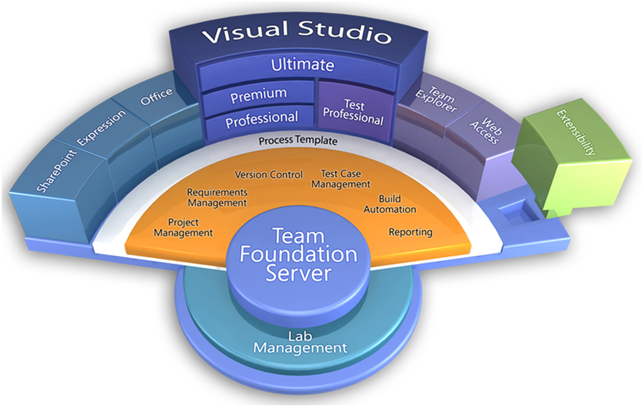 Visual Studio
Ultimate
Premium
Professional
Test
Professional
SharePoint
Expression
Office
Team
Explorer
Web
Access
Extensibility
Process Template
Project
Management
Requirements
Management
Version Control
Test Case
Management
Build
Automation
Reporting
Team
Foundation
Server
Lab
Management